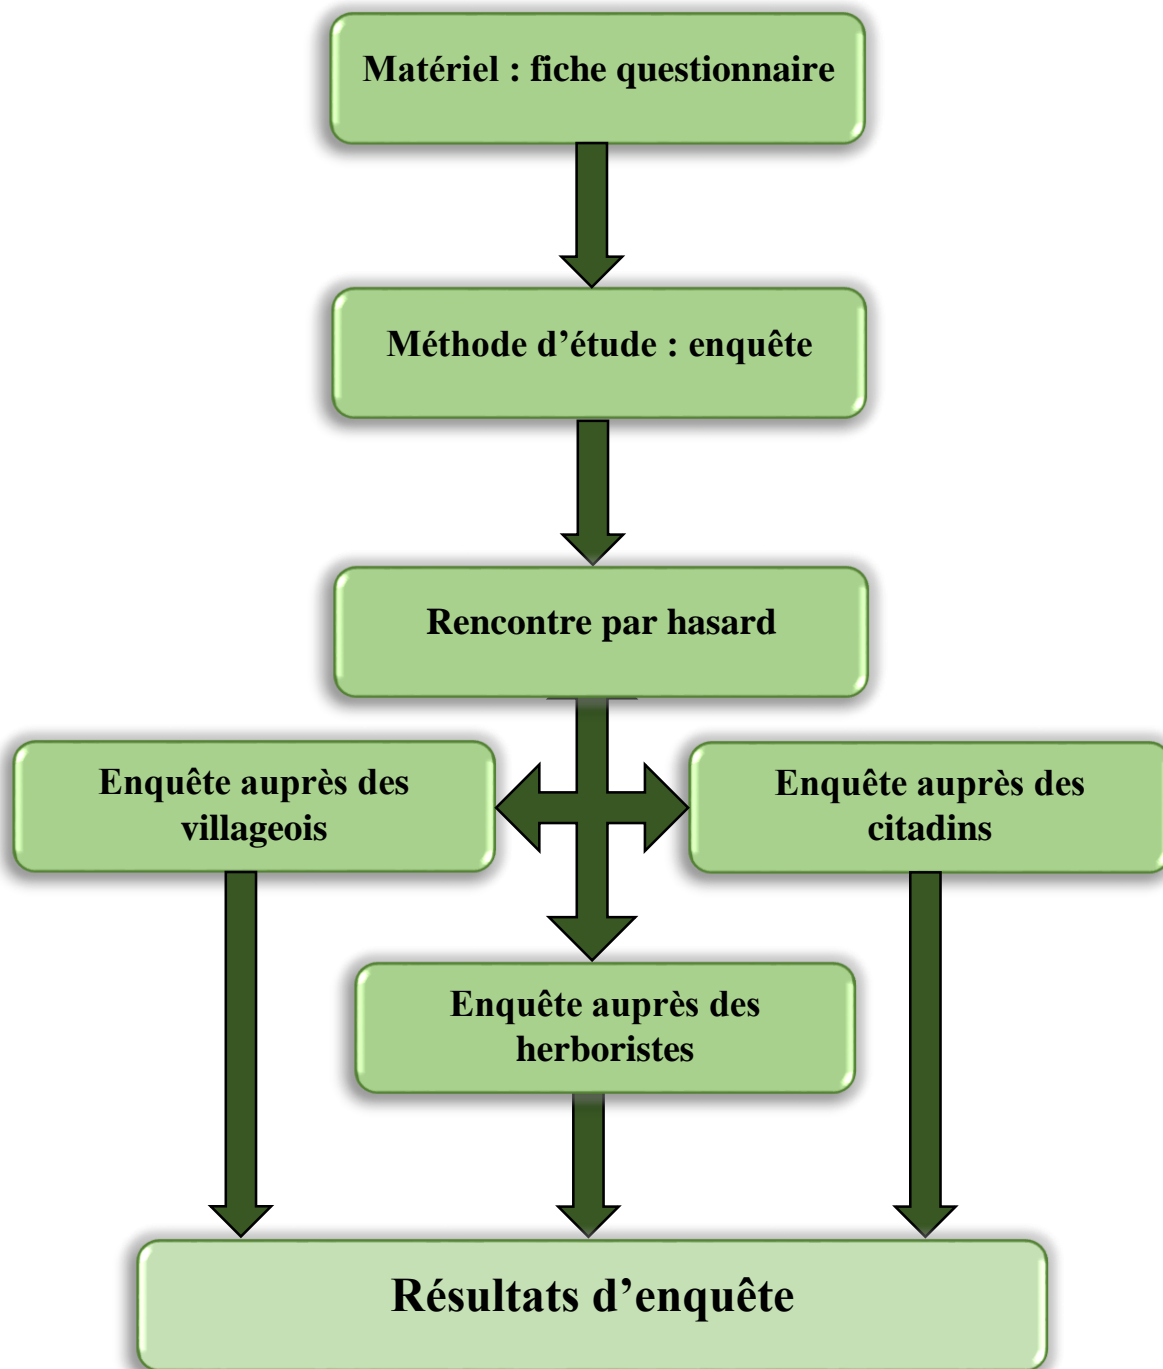 Matériel : fiche questionnaire
Méthode d’étude : enquête
Rencontre par hasard
Enquête auprès des
villageois
Enquête auprès des
citadins
Enquête auprès des
herboristes
Résultats d’enquête